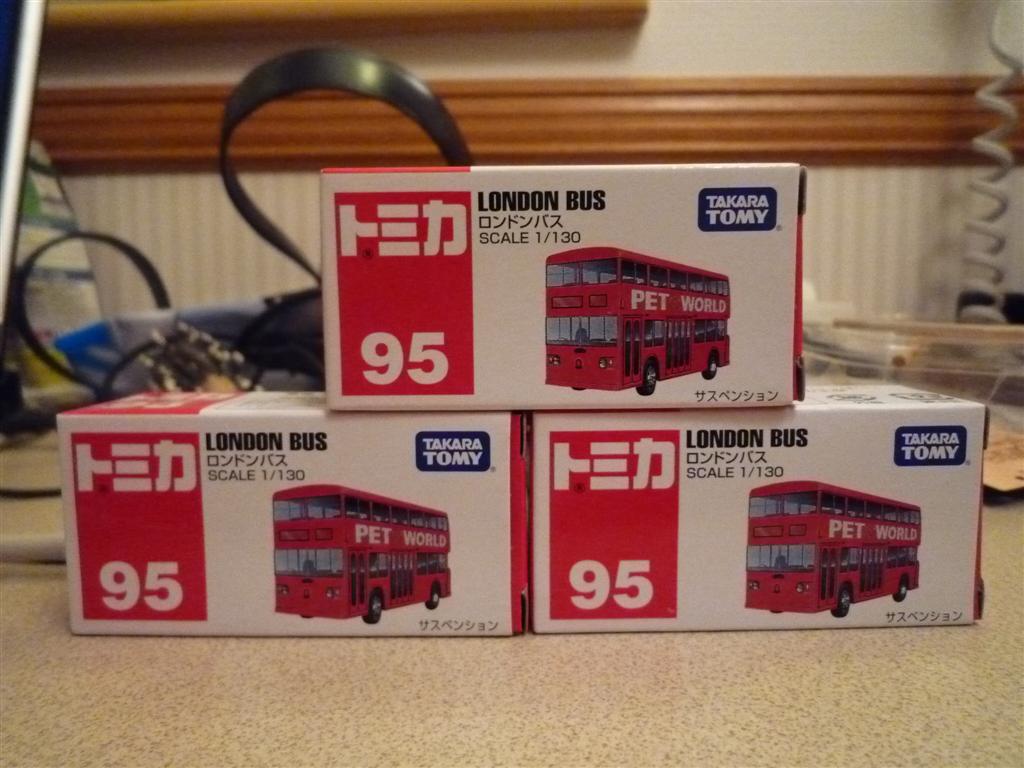 トミカ®
95
LONDON BUS
ロンドンバス
SCALE 1/130
TAKARA
TOMY®
PET WORLD
サスペンション
トミカ®
95
LONDON BUS
ロンドンバス
SCALE 1/130
TAKARA
TOMY®
PET WORLD
サスペンション
トミカ®
95
LONDON BUS
ロンドンバス
SCALE 1/130
TAKARA
TOMY®
PET WORLD
サスペンション